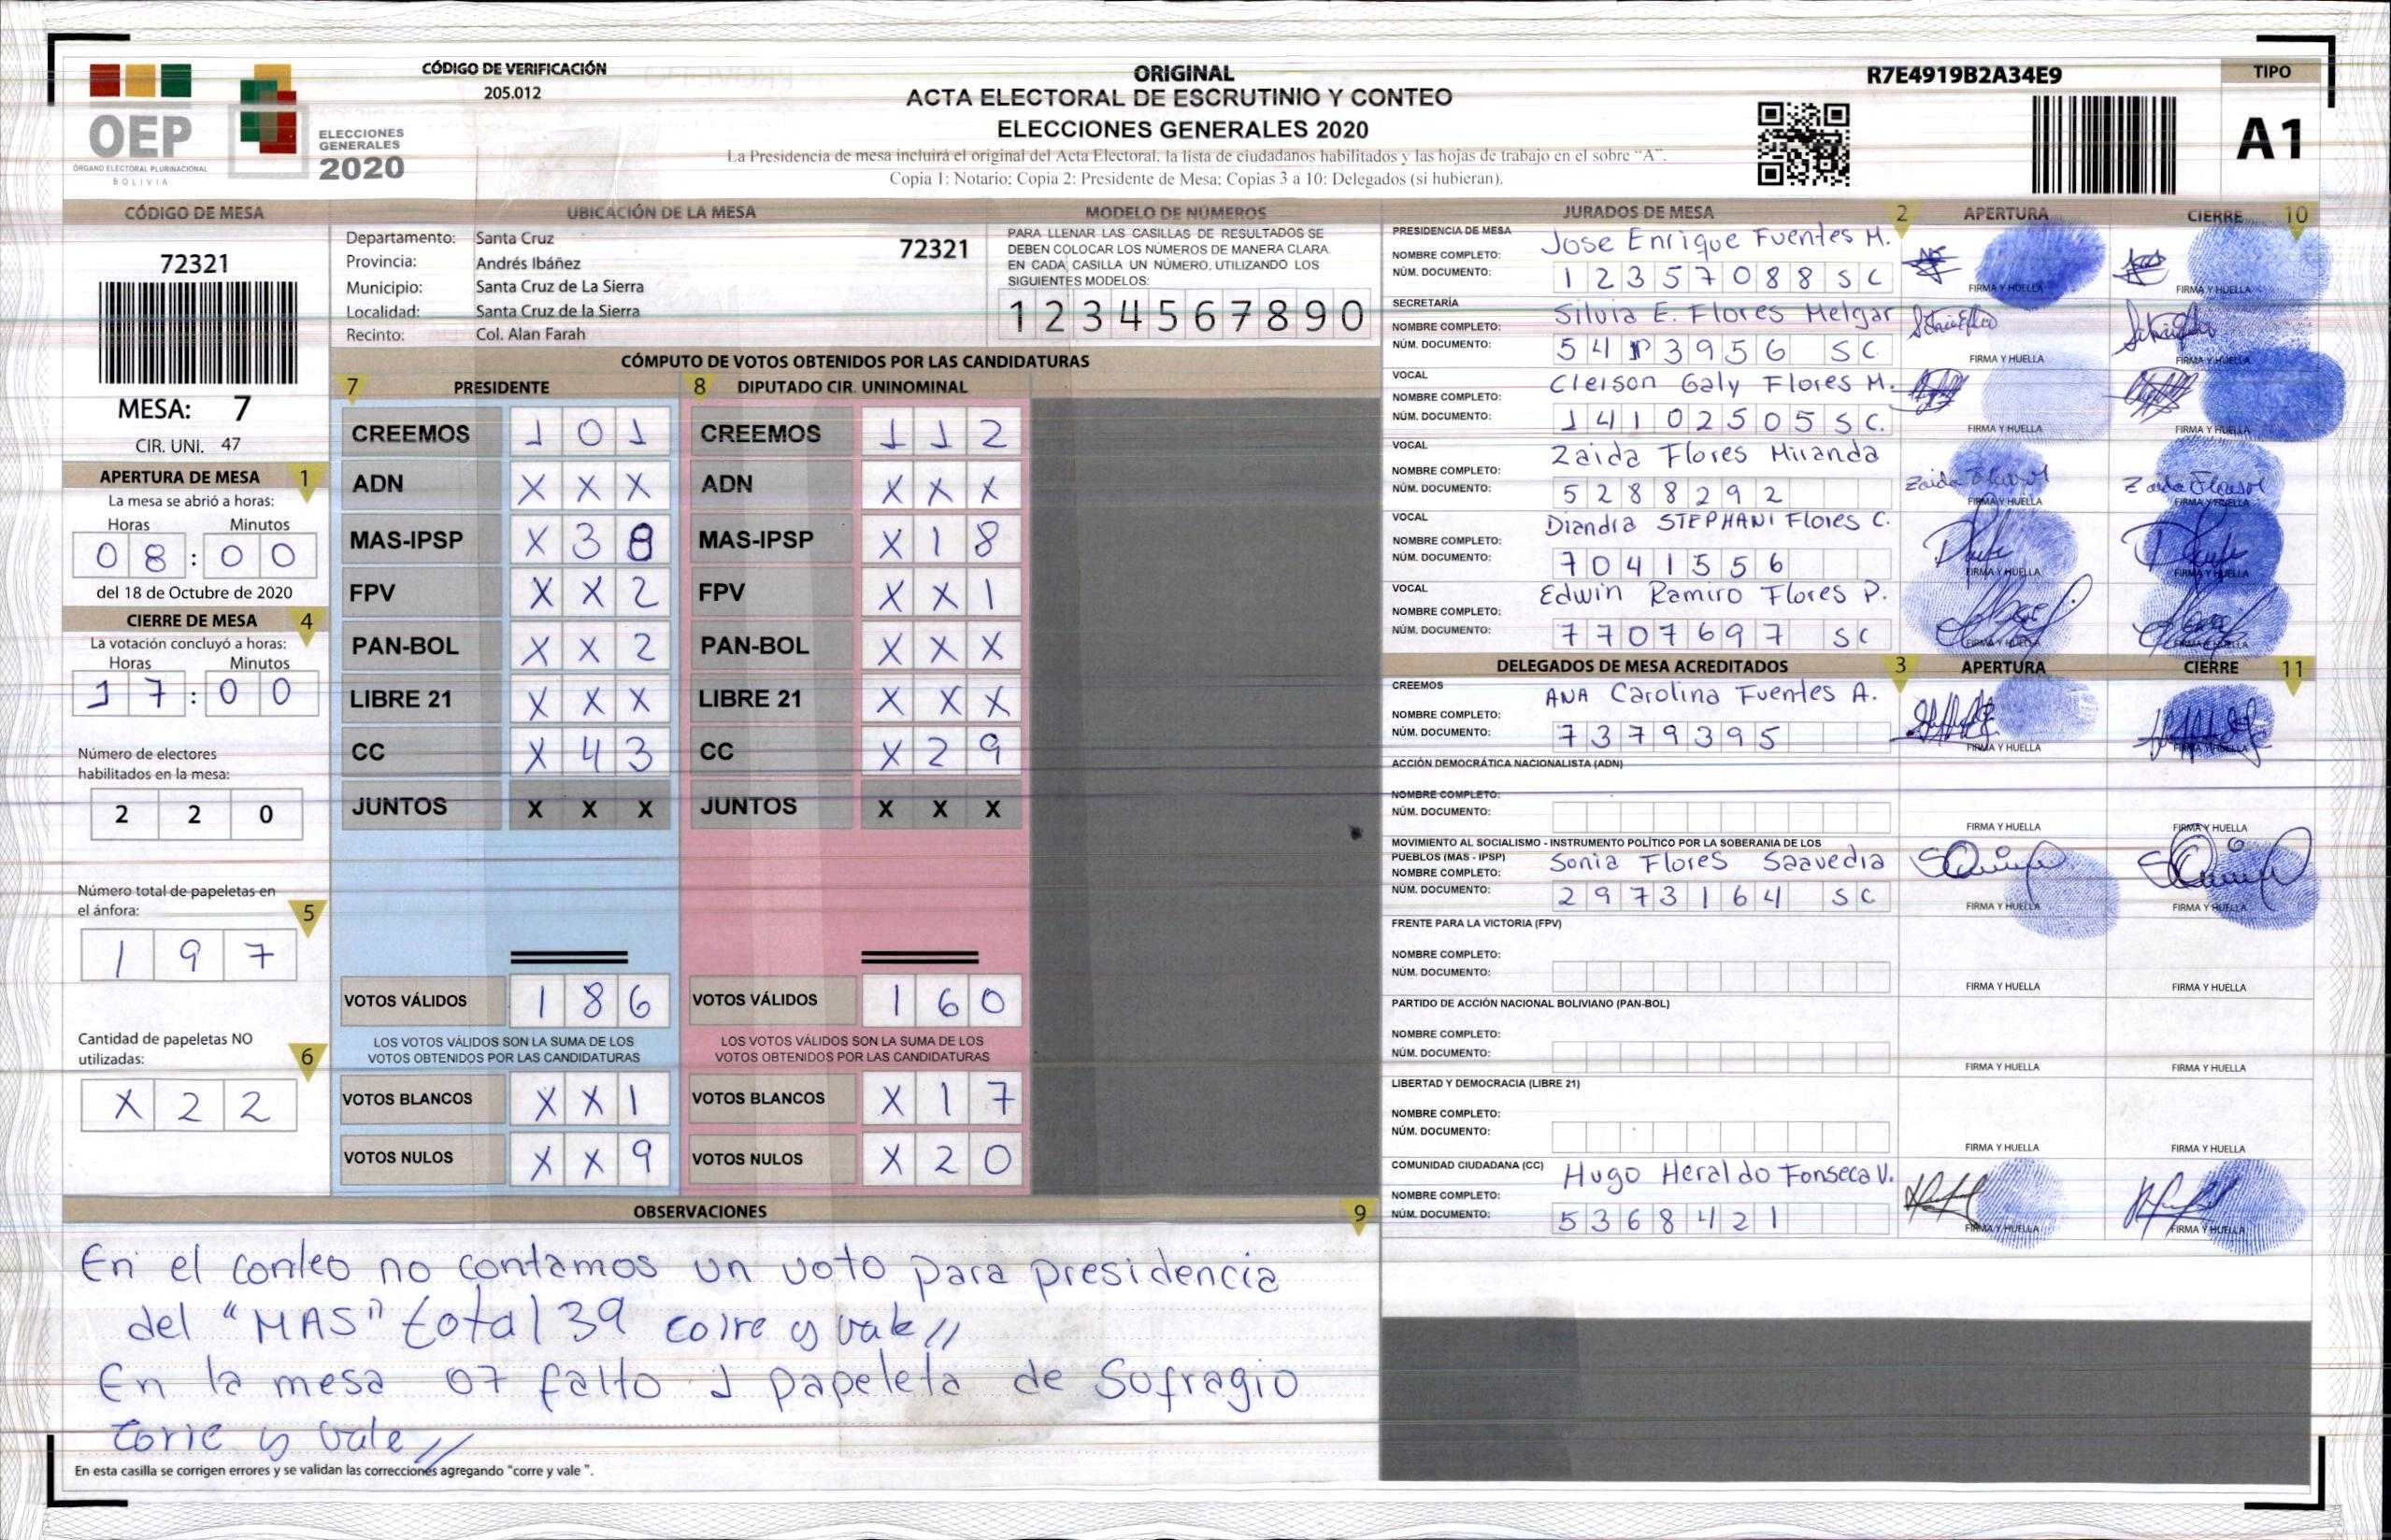 CÓDIGO DE VERIFICACIÓN
205.012
OEP
ÓRGANO ELECTORAL PLURINACIONAL
BOLIVIA
ELECCIONES
GENERALES
2020
ORIGINAL
ACTA ELECTORAL DE ESCRUTINIO Y CONTEO
ELECCIONES GENERALES 2020
La Presidencia de mesa incluirá el original del Acta Electoral, la lista de ciudadanos habilitados y las hojas de trabajo en el sobre "A".
Copia 1: Notario; Copia 2: Presidente de Mesa; Copias 3 a 10: Delegados (si hubieran).
R7E4919B2A34E9
TIPO
A1
CÓDIGO DE MESA
72321
MESA: 7
CIR. UNI. 47
UBICACIÓN DE LA MESA
Departamento: Santa Cruz
72321
Provincia: Andrés Ibáñez
Municipio: Santa Cruz de La Sierra
Localidad: Santa Cruz de la Sierra
Recinto: Col. Alan Farah
MODELO DE NÚMEROS
PARA LLENAR LAS CASILLAS DE RESULTADOS SE
DEBEN COLOCAR LOS NÚMEROS DE MANERA CLARA.
EN CADA CASILLA UN NÚMERO, UTILIZANDO LOS
SIGUIENTES MODELOS:
1 2 3 4 5 6 7 8 9 0
APERTURA DE MESA 1
La mesa se abrió a horas:
Horas Minutos
0 8 : 0 0
del 18 de Octubre de 2020
CIERRE DE MESA 4
La votación concluyó a horas:
Horas Minutos
1 7 : 0 0
Número de electores
habilitados en la mesa:
2 2 0
Número total de papeletas en
el ánfora: 5
1 9 7
Cantidad de papeletas NO
utilizadas: 6
X 2 2
CÓMPUTO DE VOTOS OBTENIDOS POR LAS CANDIDATURAS
7 PRESIDENTE 8 DIPUTADO CIR. UNINOMINAL
CREEMOS 1 0 1 CREEMOS 1 1 2
ADN X X X ADN X X X
MAS-IPSP X 3 8 MAS-IPSP X 1 8
FPV X X 2 FPV X X 1
PAN-BOL X X 2 PAN-BOL X X X
LIBRE 21 X X X LIBRE 21 X X X
CC X 4 3 CC X 2 9
JUNTOS X X X JUNTOS X X X
VOTOS VÁLIDOS 1 8 6 VOTOS VÁLIDOS 1 6 0
LOS VOTOS VÁLIDOS SON LA SUMA DE LOS LOS VOTOS VÁLIDOS SON LA SUMA DE LOS
VOTOS OBTENIDOS POR LAS CANDIDATURAS VOTOS OBTENIDOS POR LAS CANDIDATURAS
VOTOS BLANCOS X X 1 VOTOS BLANCOS X 1 7
VOTOS NULOS X X 9 VOTOS NULOS X 2 0
OBSERVACIONES 9
En el conteo no contamos un voto para presidencia
del "MAS" total 39 corre y vale //
En la mesa 07 falto 1 papeleta de Sufragio
Corre y vale //
En esta casilla se corrigen errores y se validan las correcciones agregando "corre y vale ".
JURADOS DE MESA 2 APERTURA CIERRE 10
PRESIDENCIA DE MESA
NOMBRE COMPLETO: Jose Enrique Fuentes M.
NÚM. DOCUMENTO: 1 2 3 5 7 0 8 8 S C
FIRMA Y HUELLA FIRMA Y HUELLA
SECRETARÍA
NOMBRE COMPLETO: Silvia E. Flores Melgar
NÚM. DOCUMENTO: 5 4 3 9 5 6 S C
FIRMA Y HUELLA FIRMA Y HUELLA
VOCAL
NOMBRE COMPLETO: Cleison Galy Flores M.
NÚM. DOCUMENTO: 1 4 1 0 2 5 0 5 S C.
FIRMA Y HUELLA FIRMA Y HUELLA
VOCAL
NOMBRE COMPLETO: Zaida Flores Miranda
NÚM. DOCUMENTO: 5 2 8 8 2 9 2
FIRMA Y HUELLA FIRMA Y HUELLA
VOCAL
NOMBRE COMPLETO: Diandra STEPHANI Flores C.
NÚM. DOCUMENTO: 7 0 4 1 5 5 6
FIRMA Y HUELLA FIRMA Y HUELLA
VOCAL
NOMBRE COMPLETO: Edwin Ramiro Flores P.
NÚM. DOCUMENTO: 7 7 0 7 6 9 7 S C
FIRMA Y HUELLA FIRMA Y HUELLA
DELEGADOS DE MESA ACREDITADOS 3 APERTURA CIERRE 11
CREEMOS
NOMBRE COMPLETO: ANA Carolina Fuentes A.
NÚM. DOCUMENTO: 7 3 7 9 3 9 5
FIRMA Y HUELLA FIRMA Y HUELLA
ACCIÓN DEMOCRÁTICA NACIONALISTA (ADN)
NOMBRE COMPLETO:
NÚM. DOCUMENTO:
FIRMA Y HUELLA FIRMA Y HUELLA
MOVIMIENTO AL SOCIALISMO - INSTRUMENTO POLÍTICO POR LA SOBERANIA DE LOS
PUEBLOS (MAS - IPSP)
NOMBRE COMPLETO: Sonia Flores Saavedra
NÚM. DOCUMENTO: 2 9 7 3 1 6 4 S C
FIRMA Y HUELLA FIRMA Y HUELLA
FRENTE PARA LA VICTORIA (FPV)
NOMBRE COMPLETO:
NÚM. DOCUMENTO:
FIRMA Y HUELLA FIRMA Y HUELLA
PARTIDO DE ACCIÓN NACIONAL BOLIVIANO (PAN-BOL)
NOMBRE COMPLETO:
NÚM. DOCUMENTO:
FIRMA Y HUELLA FIRMA Y HUELLA
LIBERTAD Y DEMOCRACIA (LIBRE 21)
NOMBRE COMPLETO:
NÚM. DOCUMENTO:
FIRMA Y HUELLA FIRMA Y HUELLA
COMUNIDAD CIUDADANA (CC)
NOMBRE COMPLETO: Hugo Heraldo Fonseca V.
NÚM. DOCUMENTO: 5 3 6 8 4 2 1
FIRMA Y HUELLA FIRMA Y HUELLA